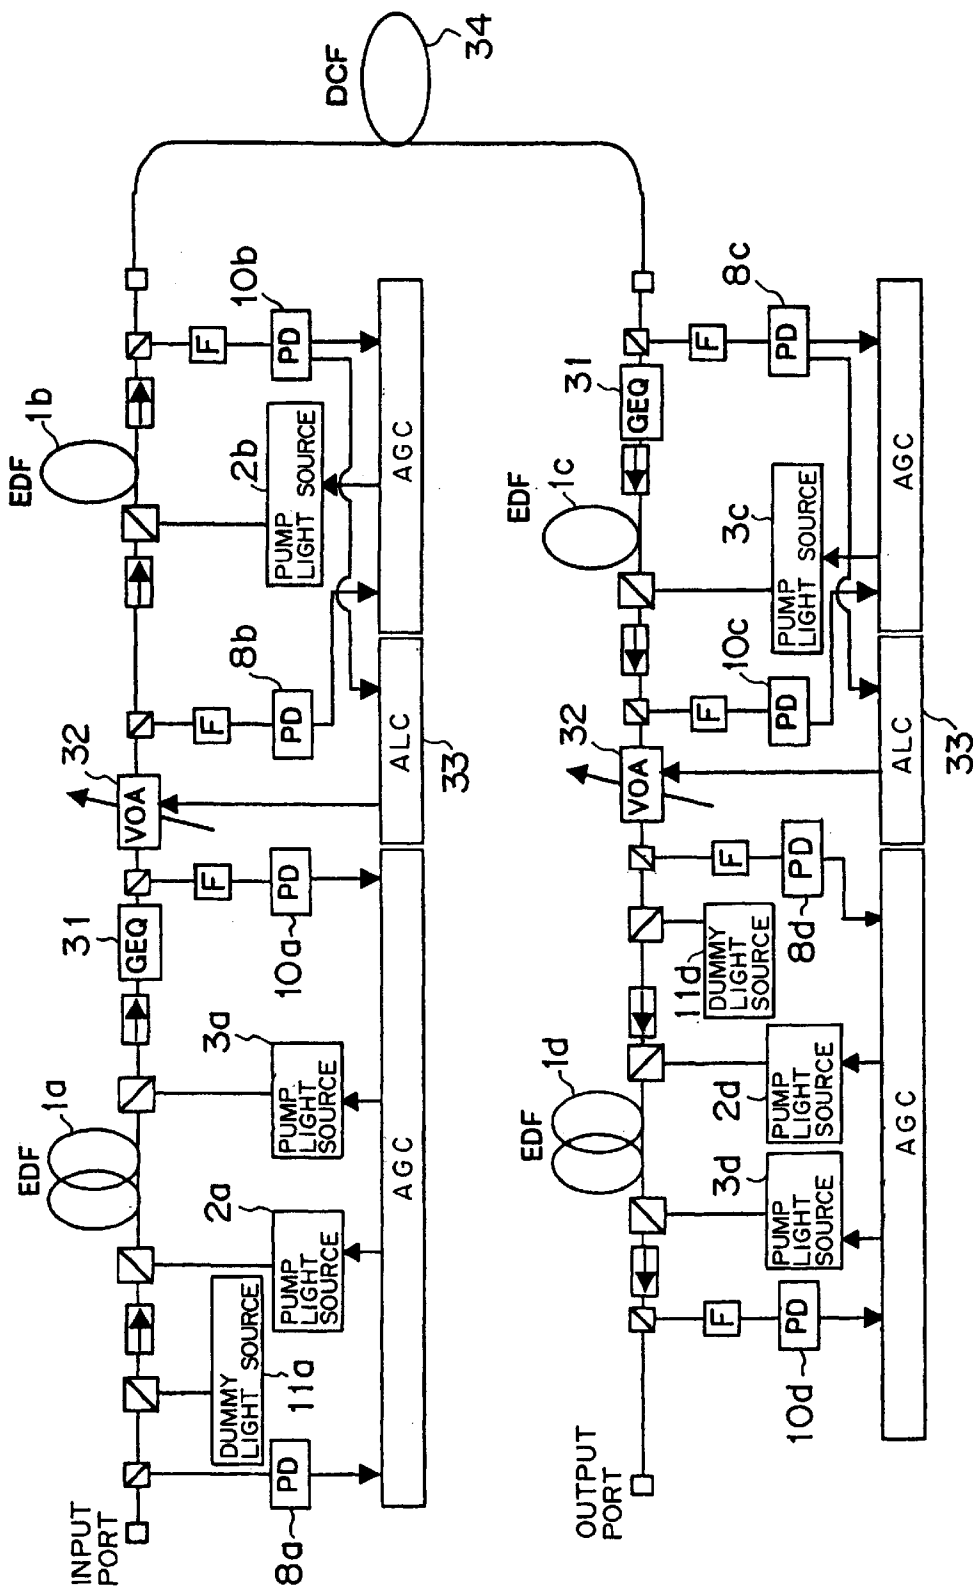 INPUT
PORT
8a
PD
DUMMY
LIGHT SOURCE
11a
2a
PUMP
LIGHT
SOURCE
EDF
1a
3a
PUMP
LIGHT
SOURCE
AGC
31
GEQ
10a
F
PD
32
VOA
ALC
33
8b
F
PD
EDF
1b
2b
PUMP
LIGHT SOURCE
10b
F
PD
AGC
DCF
34
8c
F
PD
31
GEQ
EDF
1c
3c
PUMP
LIGHT SOURCE
AGC
10c
F
PD
32
VOA
ALC
33
F
PD
8d
11d
DUMMY
LIGHT
SOURCE
EDF
1d
2d
PUMP
LIGHT
SOURCE
3d
PUMP
LIGHT
SOURCE
AGC
F
PD
10d
OUTPUT
PORT